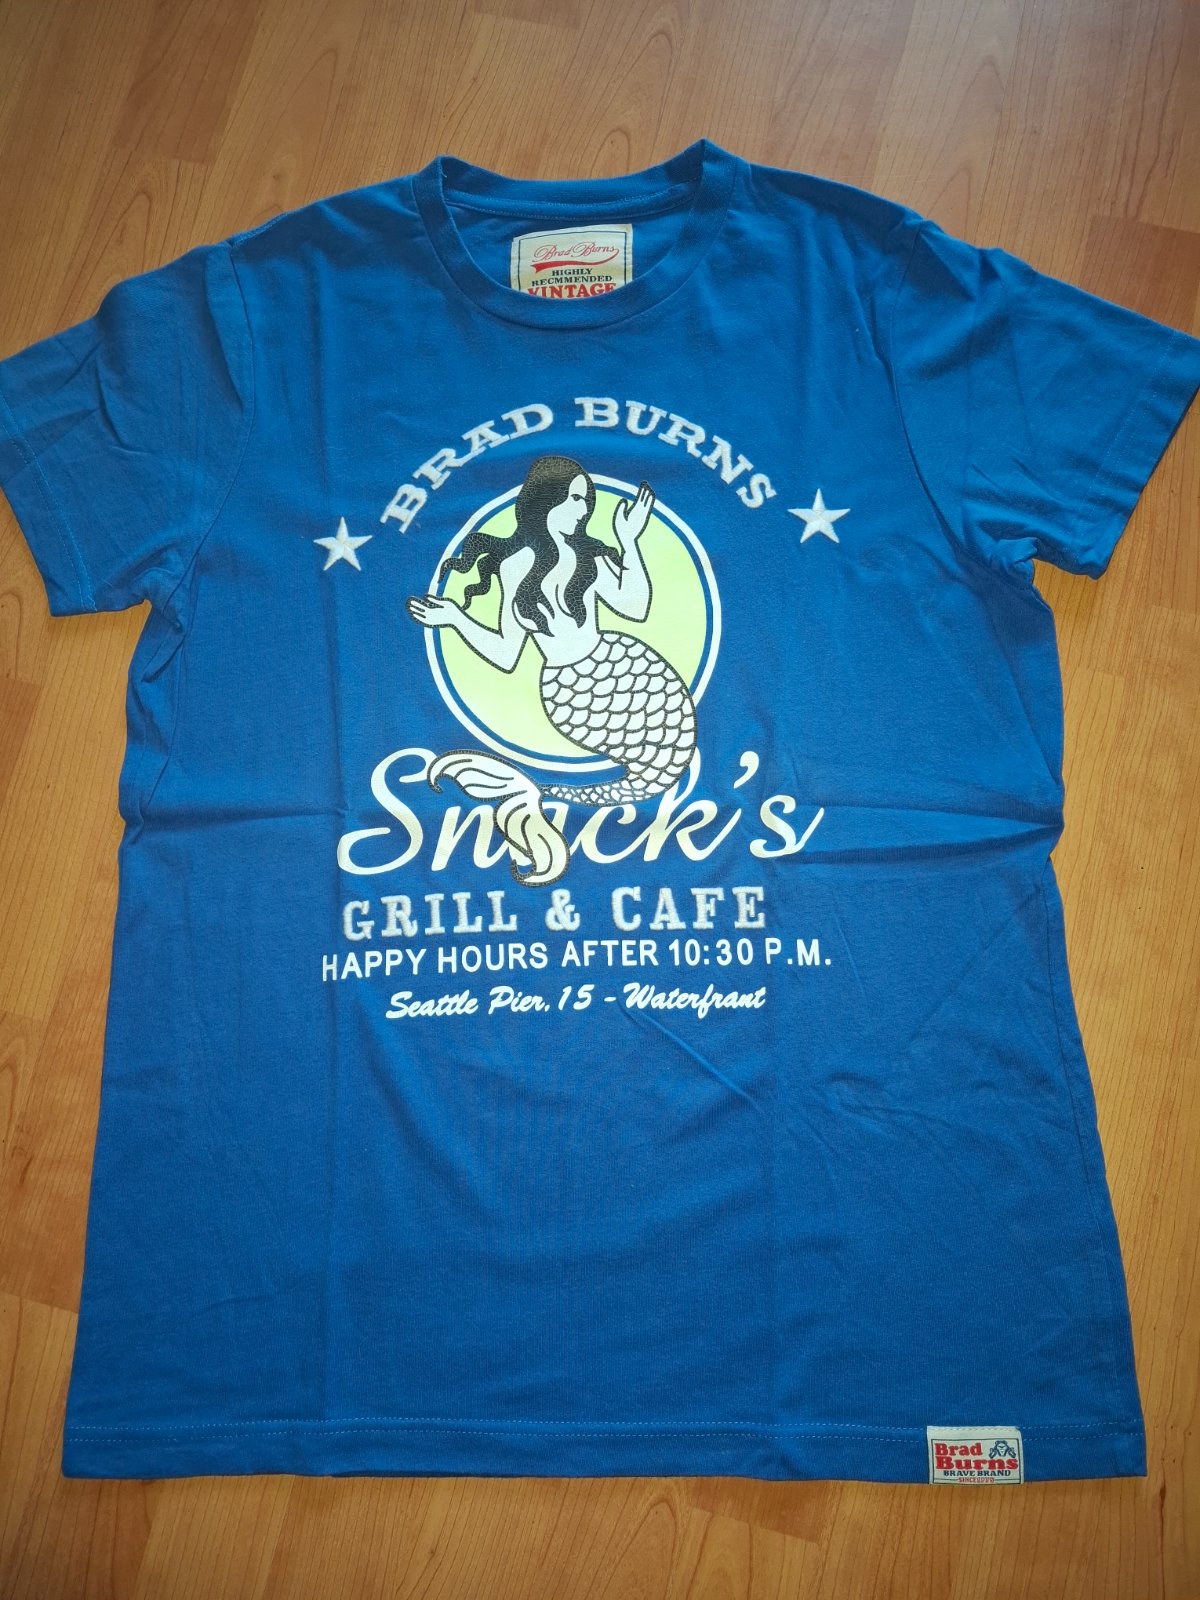 Brad Burns
HIGHLY
RECMMENDED
VINTAGE
BRAD BURNS
Snack's
GRILL & CAFE
HAPPY HOURS AFTER 10:30 P.M.
Seattle Pier. 15 - Waterfrant
Brad
Burns
BRAVE BRAND